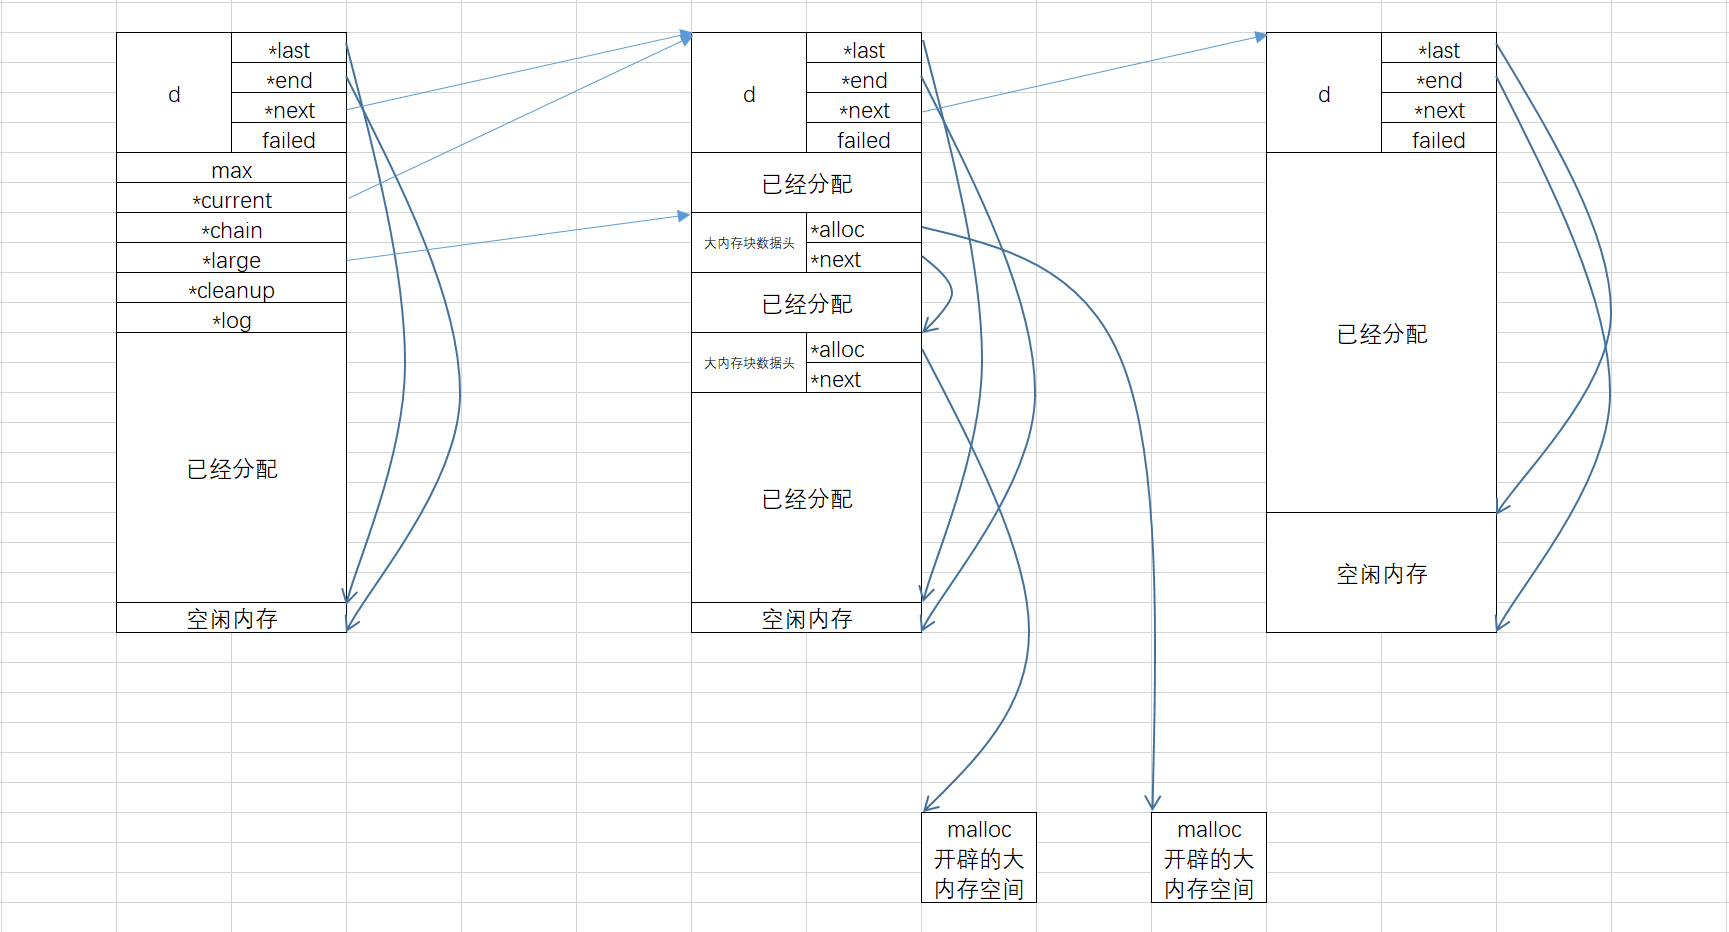 d
*last
*end
*next
failed
max
*current
*chain
*large
*cleanup
*log
已经分配
空闲内存
d
*last
*end
*next
failed
已经分配
大内存块数据头
*alloc
*next
已经分配
大内存块数据头
*alloc
*next
已经分配
空闲内存
d
*last
*end
*next
failed
已经分配
空闲内存
malloc
开辟的大
内存空间
malloc
开辟的大
内存空间